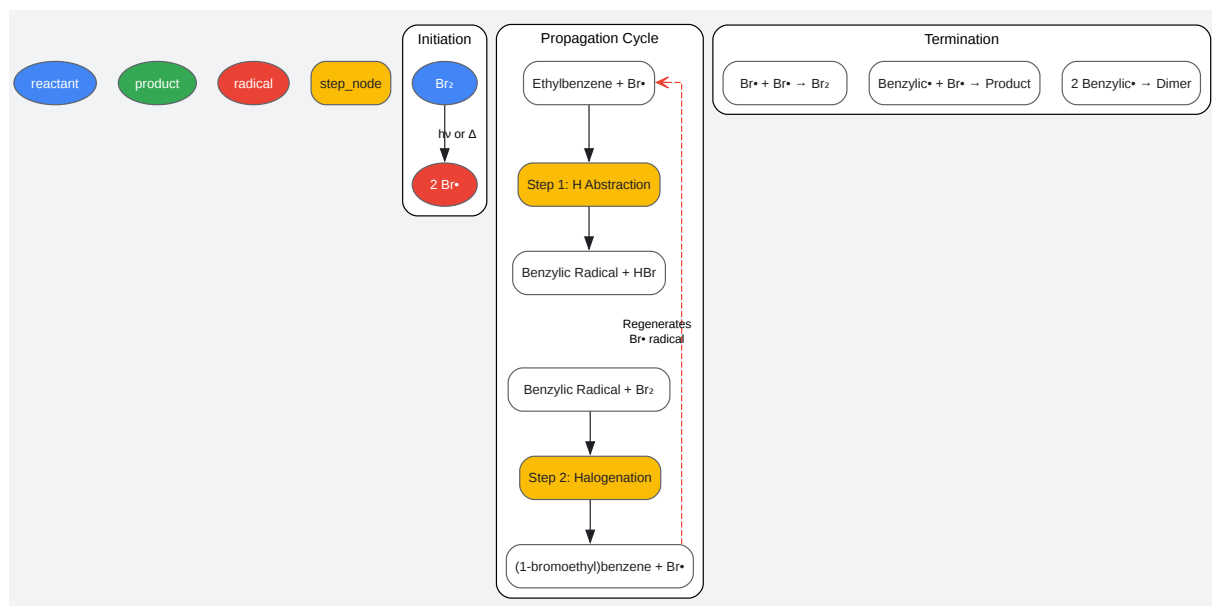 reactant
product
radical
step_node
Initiation
Br₂
hν or Δ
2 Br•
Propagation Cycle
Ethylbenzene + Br•
Step 1: H Abstraction
Benzylic Radical + HBr
Regenerates
Br• radical
Benzylic Radical + Br₂
Step 2: Halogenation
(1-bromoethyl)benzene + Br•
Termination
Br• + Br• → Br₂
Benzylic• + Br• → Product
2 Benzylic• → Dimer